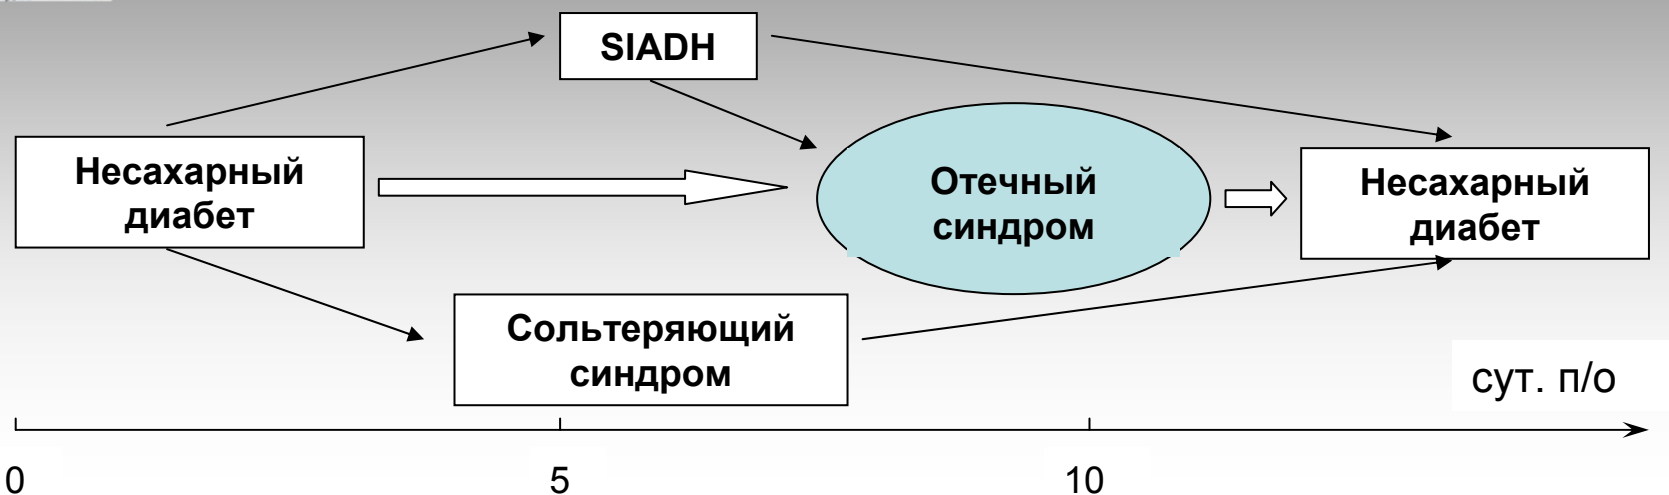 SIADH
Несахарный
диабет
Отечный
синдром
Несахарный
диабет
Сольтеряющий
синдром
сут. п/о
0
5
10